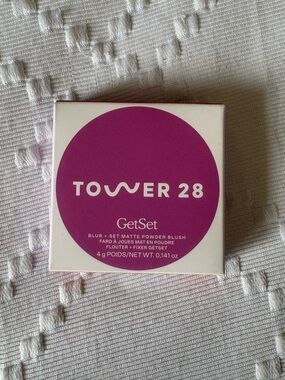 TOWER 28
GetSet
BLUR + SET MATTE POWDER BLUSH
FARD À JOUES MAT EN POUDRE
FLOUTER + FIXER GETSET
4 g POIDS/NET WT. 0.141 oz